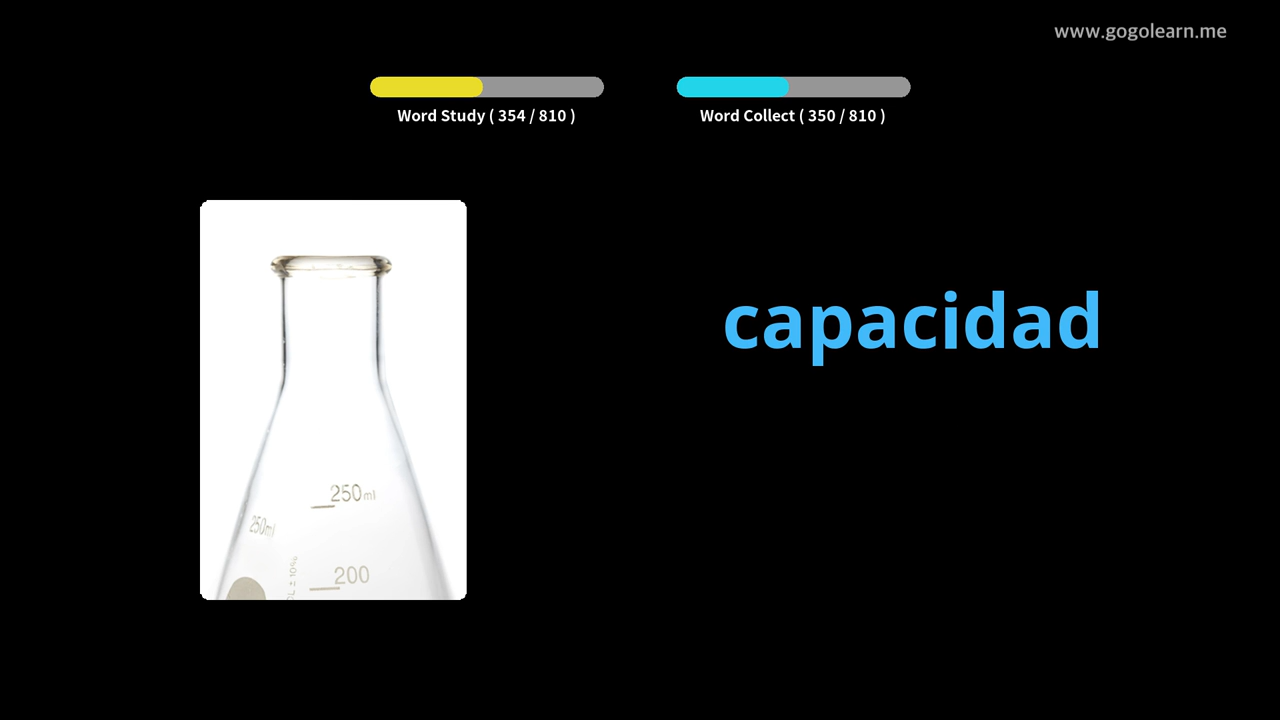 www.gogolearn.me
Word Study ( 354 / 810 )
Word Collect ( 350 / 810 )
capacidad
250ml
250ml
200